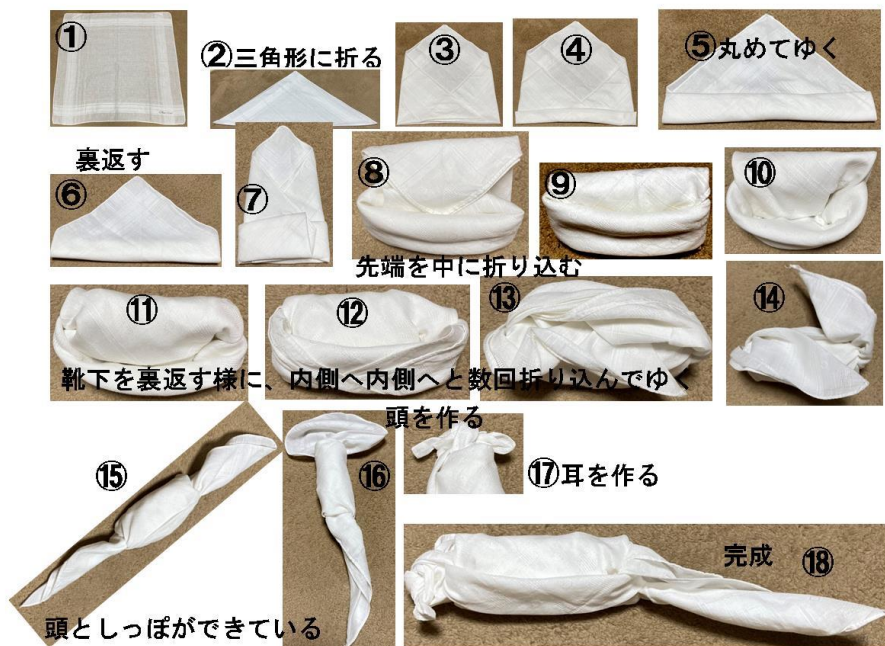 ①
②三角形に折る
③
④
⑤丸めてゆく
裏返す
⑥
⑦
⑧
⑨
⑩
先端を中に折り込む
⑪
⑫
⑬
⑭
靴下を裏返す様に、内側へ内側へと数回折り込んでゆく
頭を作る
⑮
⑯
⑰耳を作る
完成 ⑱
頭としっぽができている